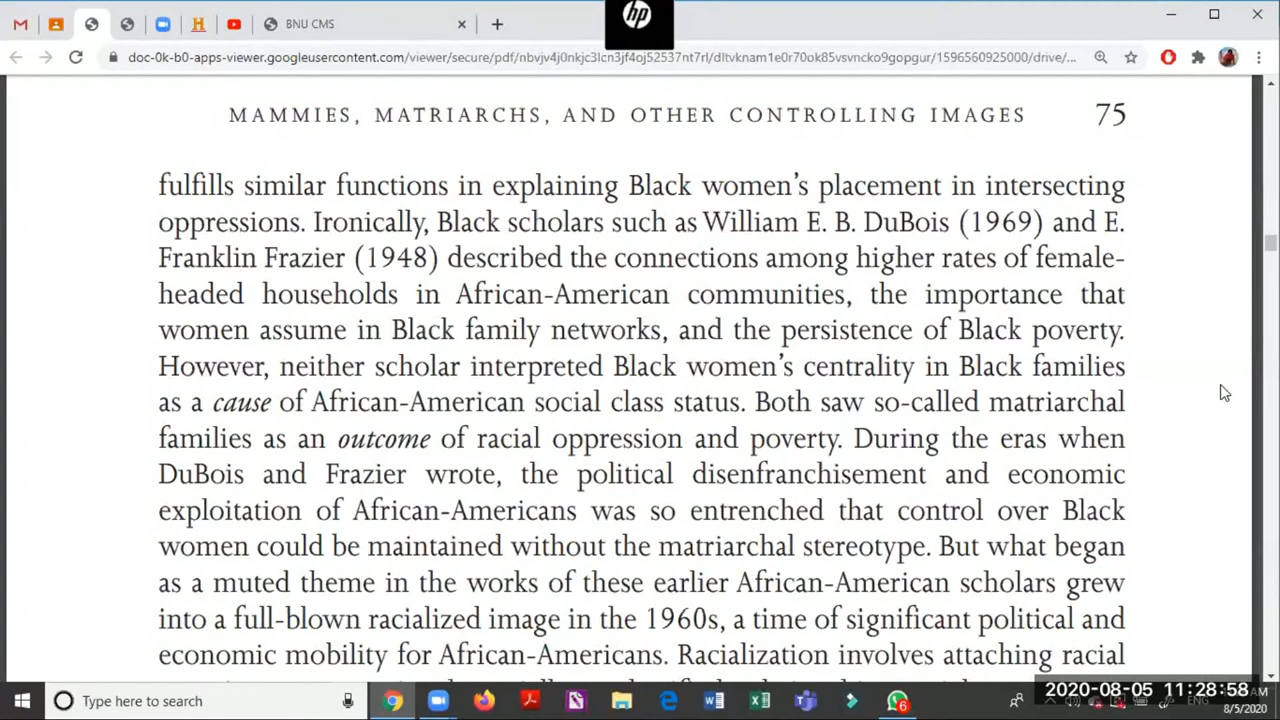 hp
BNU CMS
doc-0k-b0-apps-viewer.googleusercontent.com/viewer/secure/pdf/nbvjv4j0nkjc3lcn3jf4oj52537nt7rl/dltvknam1e0r70ok85vsvncko9gopgur/1596560925000/drive/...
MAMMIES, MATRIARCHS, AND OTHER CONTROLLING IMAGES 75
fulfills similar functions in explaining Black women's placement in intersecting
oppressions. Ironically, Black scholars such as William E. B. DuBois (1969) and E.
Franklin Frazier (1948) described the connections among higher rates of female-
headed households in African-American communities, the importance that
women assume in Black family networks, and the persistence of Black poverty.
However, neither scholar interpreted Black women's centrality in Black families
as a cause of African-American social class status. Both saw so-called matriarchal
families as an outcome of racial oppression and poverty. During the eras when
DuBois and Frazier wrote, the political disenfranchisement and economic
exploitation of African-Americans was so entrenched that control over Black
women could be maintained without the matriarchal stereotype. But what began
as a muted theme in the works of these earlier African-American scholars grew
into a full-blown racialized image in the 1960s, a time of significant political and
economic mobility for African-Americans. Racialization involves attaching racial
Type here to search
2020-08-05 11:28:58
8/5/2020